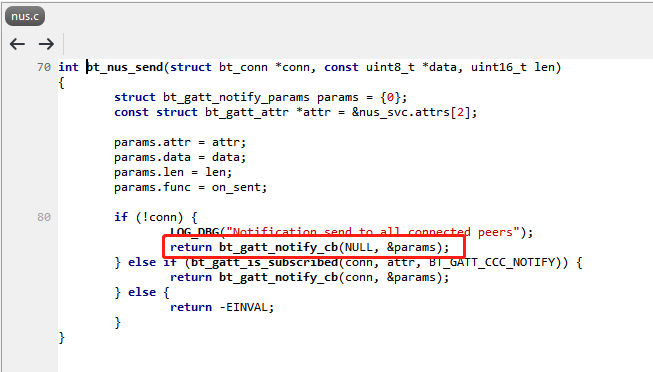 nus.c
70 int bt_nus_send(struct bt_conn *conn, const uint8_t *data, uint16_t len)
{
struct bt_gatt_notify_params params = {0};
const struct bt_gatt_attr *attr = &nus_svc.attrs[2];
params.attr = attr;
params.data = data;
params.len = len;
params.func = on_sent;
80 if (!conn) {
LOG_DBG("Notification send to all connected peers");
return bt_gatt_notify_cb(NULL, &params);
} else if (bt_gatt_is_subscribed(conn, attr, BT_GATT_CCC_NOTIFY)) {
return bt_gatt_notify_cb(conn, &params);
} else {
return -EINVAL;
}
}